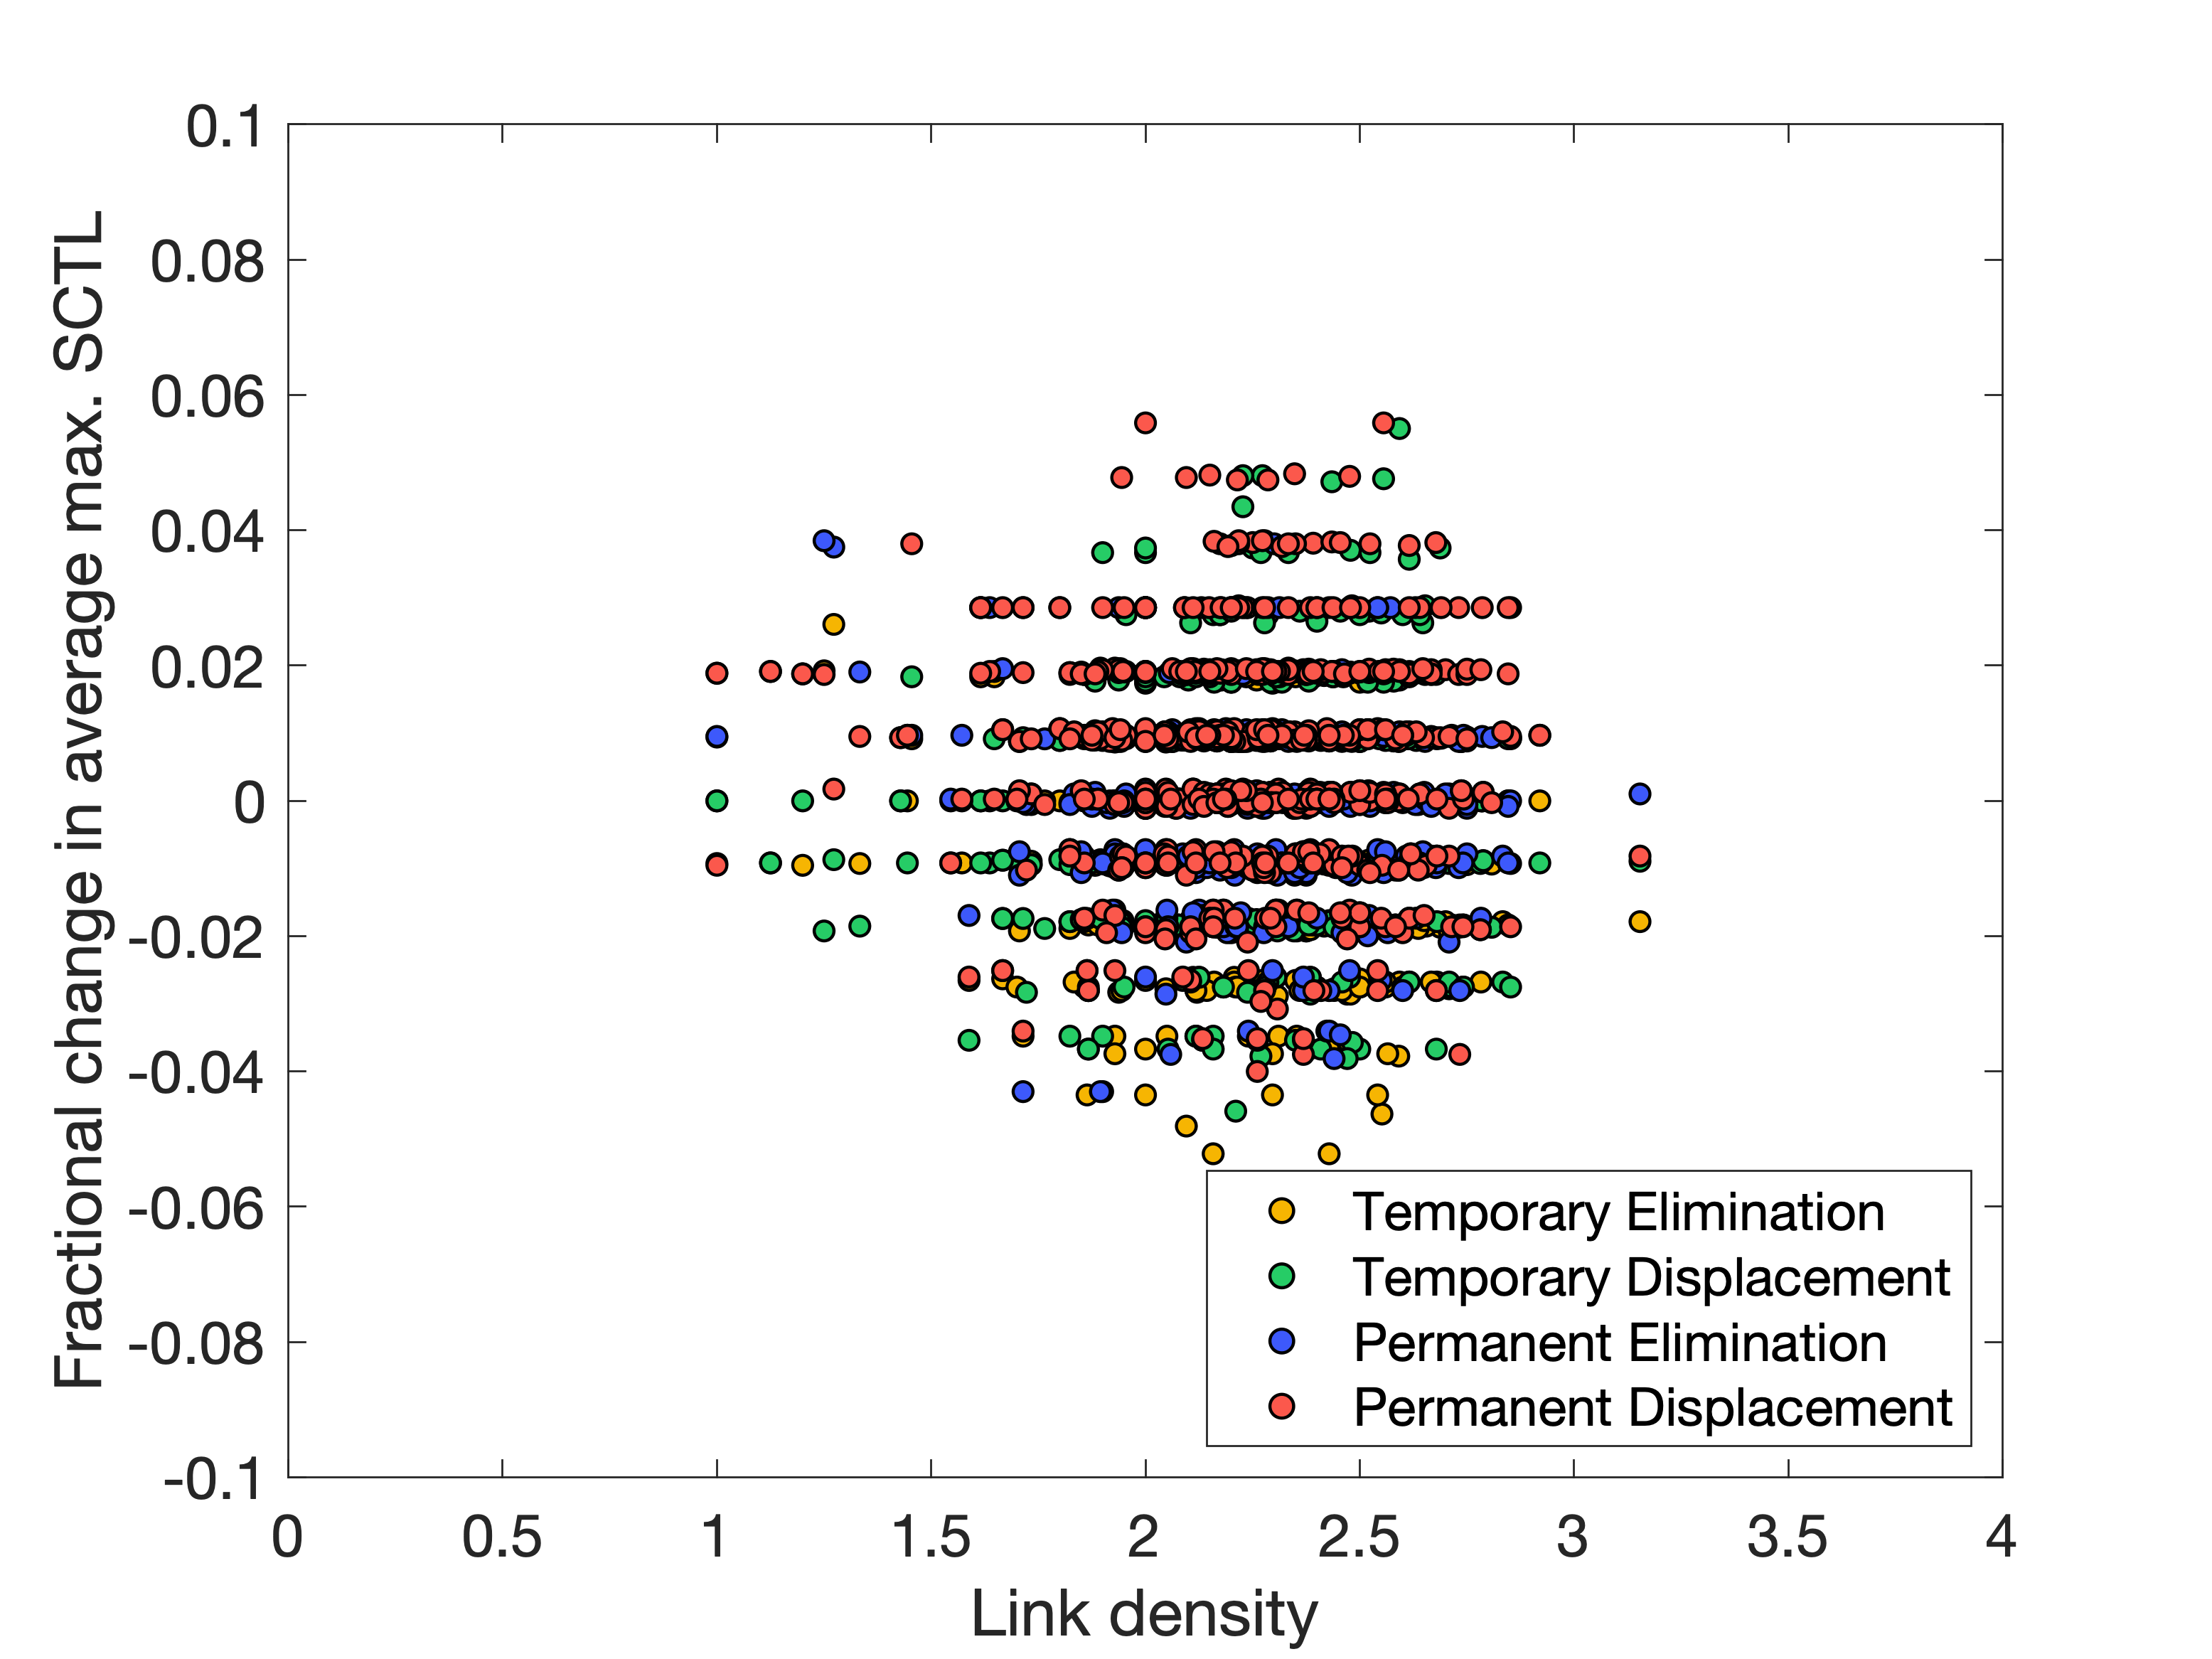 Fractional change in average max. SCTL
0.1
0.08
0.06
0.04
0.02
0
-0.02
-0.04
-0.06
-0.08
-0.1
Temporary Elimination
Temporary Displacement
Permanent Elimination
Permanent Displacement
0 0.5 1 1.5 2 2.5 3 3.5 4
Link density